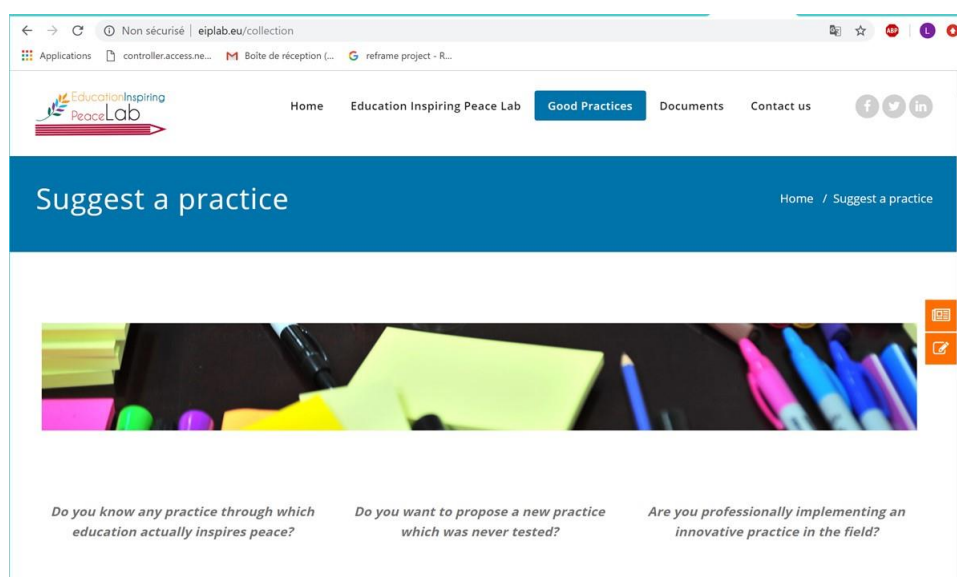 Non sécurisé | eiplab.eu/collection
Applications controller.access.ne... Boîte de réception (... reframe project - R...
EducationInspiring
PeaceLab
Home Education Inspiring Peace Lab Good Practices Documents Contact us
Suggest a practice
Home / Suggest a practice
Do you know any practice through which Do you want to propose a new practice Are you professionally implementing an
education actually inspires peace? which was never tested? innovative practice in the field?